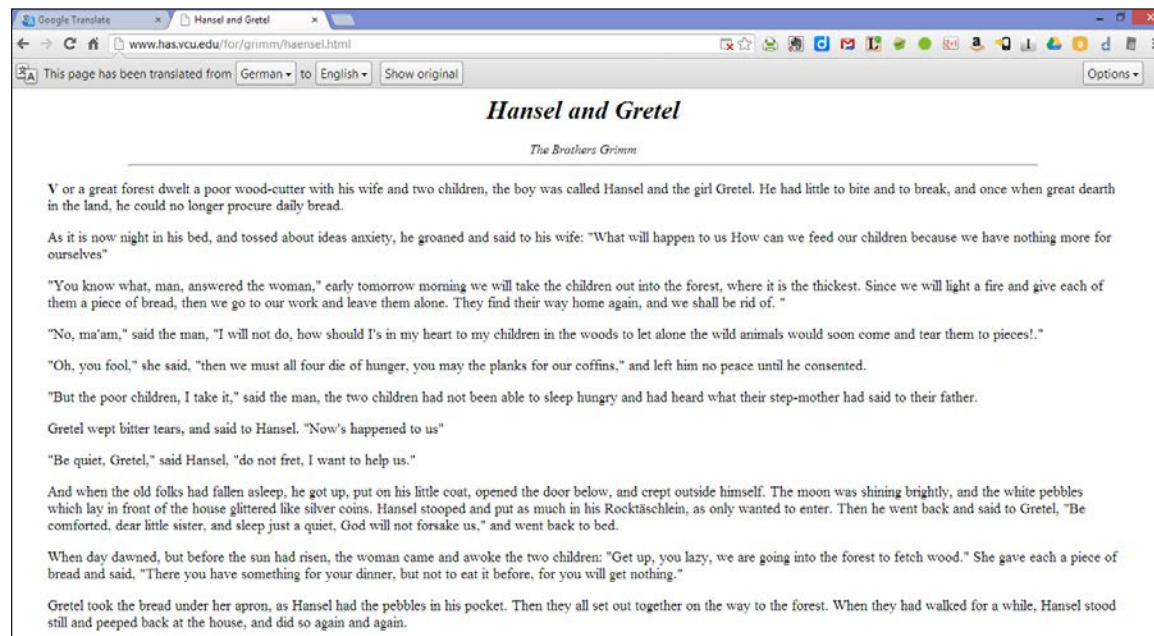 Google Translate
Hansel and Gretel
www.has.vcu.edu/for/grimm/haensel.html
This page has been translated from German to English Show original Options
Hansel and Gretel
The Brothers Grimm
V or a great forest dwelt a poor wood-cutter with his wife and two children, the boy was called Hansel and the girl Gretel. He had little to bite and to break, and once when great dearth
in the land, he could no longer procure daily bread.
As it is now night in his bed, and tossed about ideas anxiety, he groaned and said to his wife: "What will happen to us How can we feed our children because we have nothing more for
ourselves"
"You know what, man, answered the woman," early tomorrow morning we will take the children out into the forest, where it is the thickest. Since we will light a fire and give each of
them a piece of bread, then we go to our work and leave them alone. They find their way home again, and we shall be rid of. "
"No, ma'am," said the man, "I will not do, how should I's in my heart to my children in the woods to let alone the wild animals would soon come and tear them to pieces!."
"Oh, you fool," she said, "then we must all four die of hunger, you may the planks for our coffins," and left him no peace until he consented.
"But the poor children, I take it," said the man, the two children had not been able to sleep hungry and had heard what their step-mother had said to their father.
Gretel wept bitter tears, and said to Hansel. "Now's happened to us"
"Be quiet, Gretel," said Hansel, "do not fret, I want to help us."
And when the old folks had fallen asleep, he got up, put on his little coat, opened the door below, and crept outside himself. The moon was shining brightly, and the white pebbles
which lay in front of the house glittered like silver coins. Hansel stooped and put as much in his Rocktäschlein, as only wanted to enter. Then he went back and said to Gretel, "Be
comforted, dear little sister, and sleep just a quiet, God will not forsake us," and went back to bed.
When day dawned, but before the sun had risen, the woman came and awoke the two children: "Get up, you lazy, we are going into the forest to fetch wood." She gave each a piece of
bread and said, "There you have something for your dinner, but not to eat it before, for you will get nothing."
Gretel took the bread under her apron, as Hansel had the pebbles in his pocket. Then they all set out together on the way to the forest. When they had walked for a while, Hansel stood
still and peeped back at the house, and did so again and again.